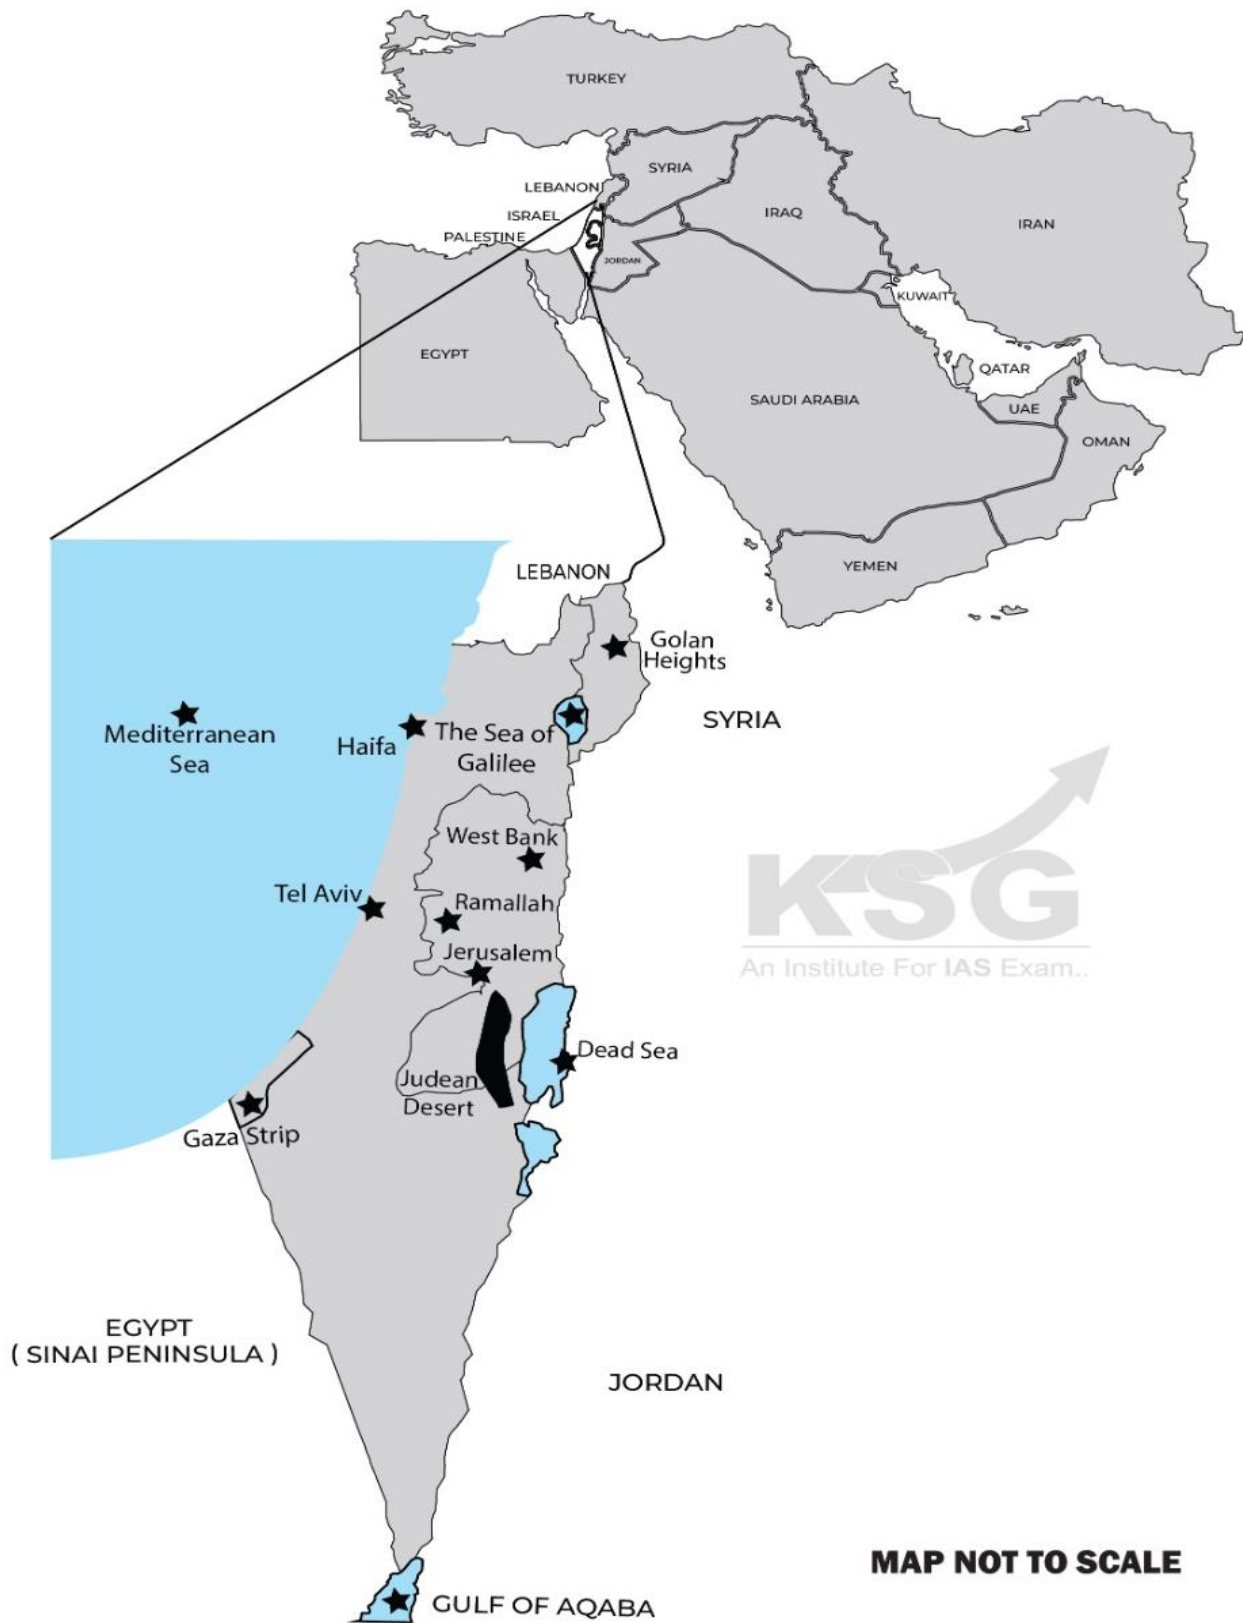 TURKEY
SYRIA
LEBANON
ISRAEL
IRAQ
IRAN
PALESTINE
JORDAN
KUWAIT
EGYPT
QATAR
SAUDI ARABIA
UAE
OMAN
YEMEN
LEBANON
Golan
Heights
SYRIA
Mediterranean
Sea
Haifa
The Sea of
Galilee
West Bank
Tel Aviv
Ramallah
Jerusalem
KSG
An Institute For IAS Exam..
Dead Sea
Judean
Desert
Gaza Strip
EGYPT
( SINAI PENINSULA )
JORDAN
MAP NOT TO SCALE
GULF OF AQABA